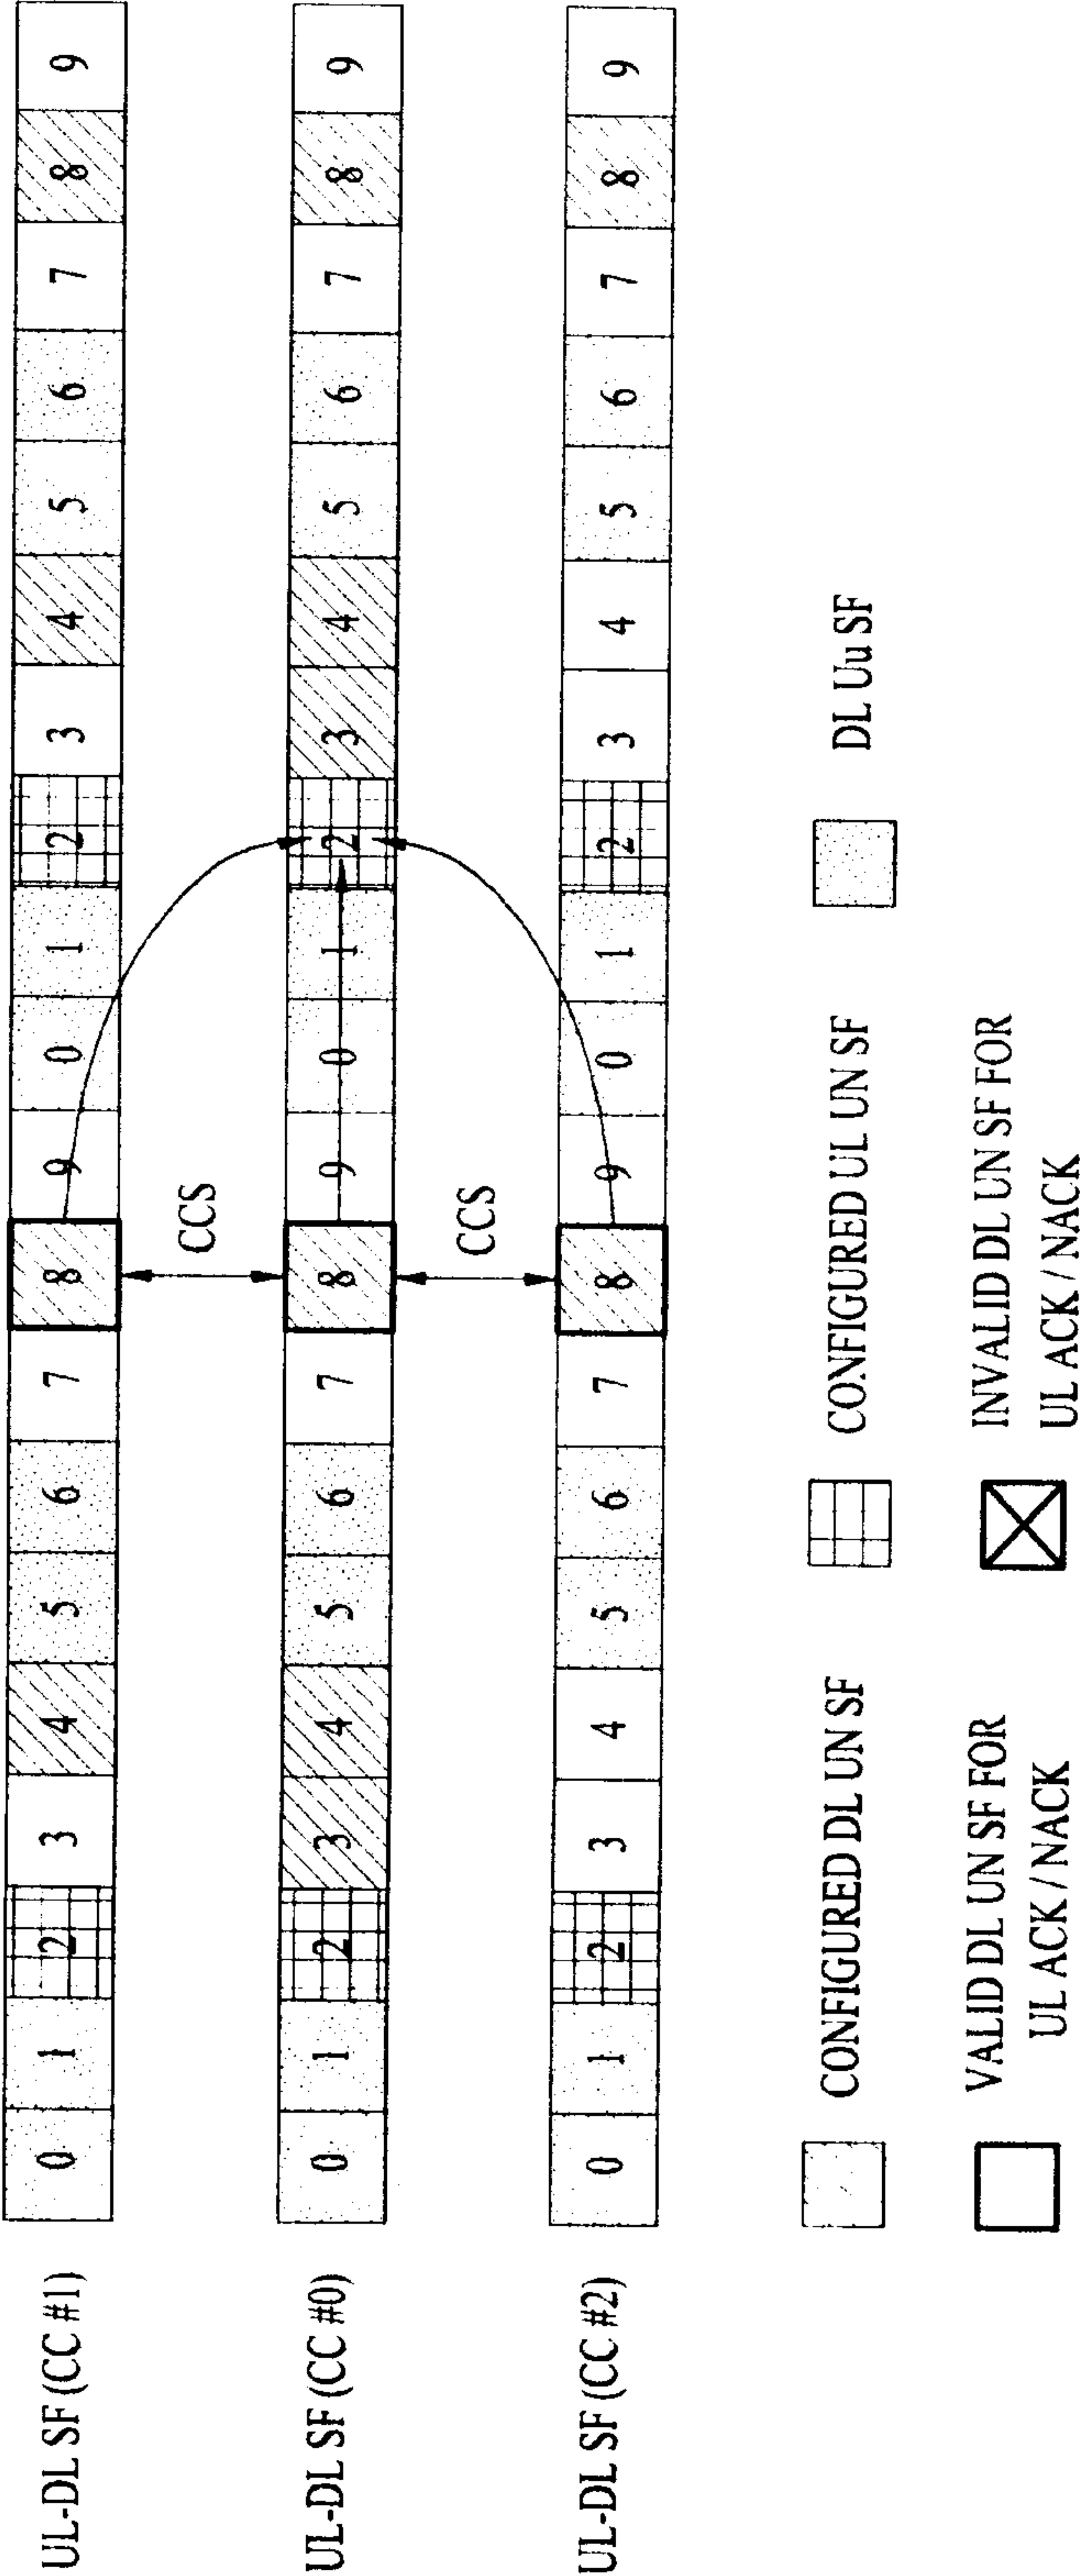 UL-DL SF (CC #1)
0 1 2 3 4 5 6 7 8 9 0 1 2 3 4 5 6 7 8 9
CCS
UL-DL SF (CC #0)
0 1 2 3 4 5 6 7 8 9 0 1 2 3 4 5 6 7 8 9
CCS
UL-DL SF (CC #2)
0 1 2 3 4 5 6 7 8 9 0 1 2 3 4 5 6 7 8 9
CONFIGURED DL UN SF
CONFIGURED UL UN SF
DL Uu SF
VALID DL UN SF FOR
UL ACK / NACK
INVALID DL UN SF FOR
UL ACK / NACK